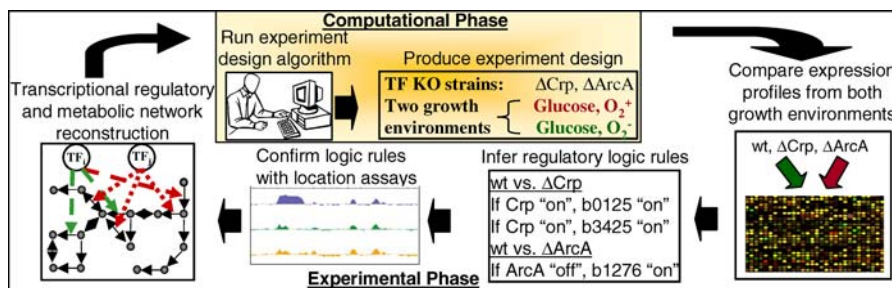 Computational Phase
Run experiment
design algorithm
Produce experiment design
TF KO strains: ΔCrp, ΔArcA
Two growth
environments
Glucose, O2+
Glucose, O2-
Compare expression
profiles from both
growth environments
wt, ΔCrp, ΔArcA
Infer regulatory logic rules
wt vs. ΔCrp
If Crp “on”, b0125 “on”
If Crp “on”, b3425 “on”
wt vs. ΔArcA
If ArcA “off”, b1276 “on”
Confirm logic rules
with location assays
Experimental Phase
Transcriptional regulatory
and metabolic network
reconstruction
TFi
TFj